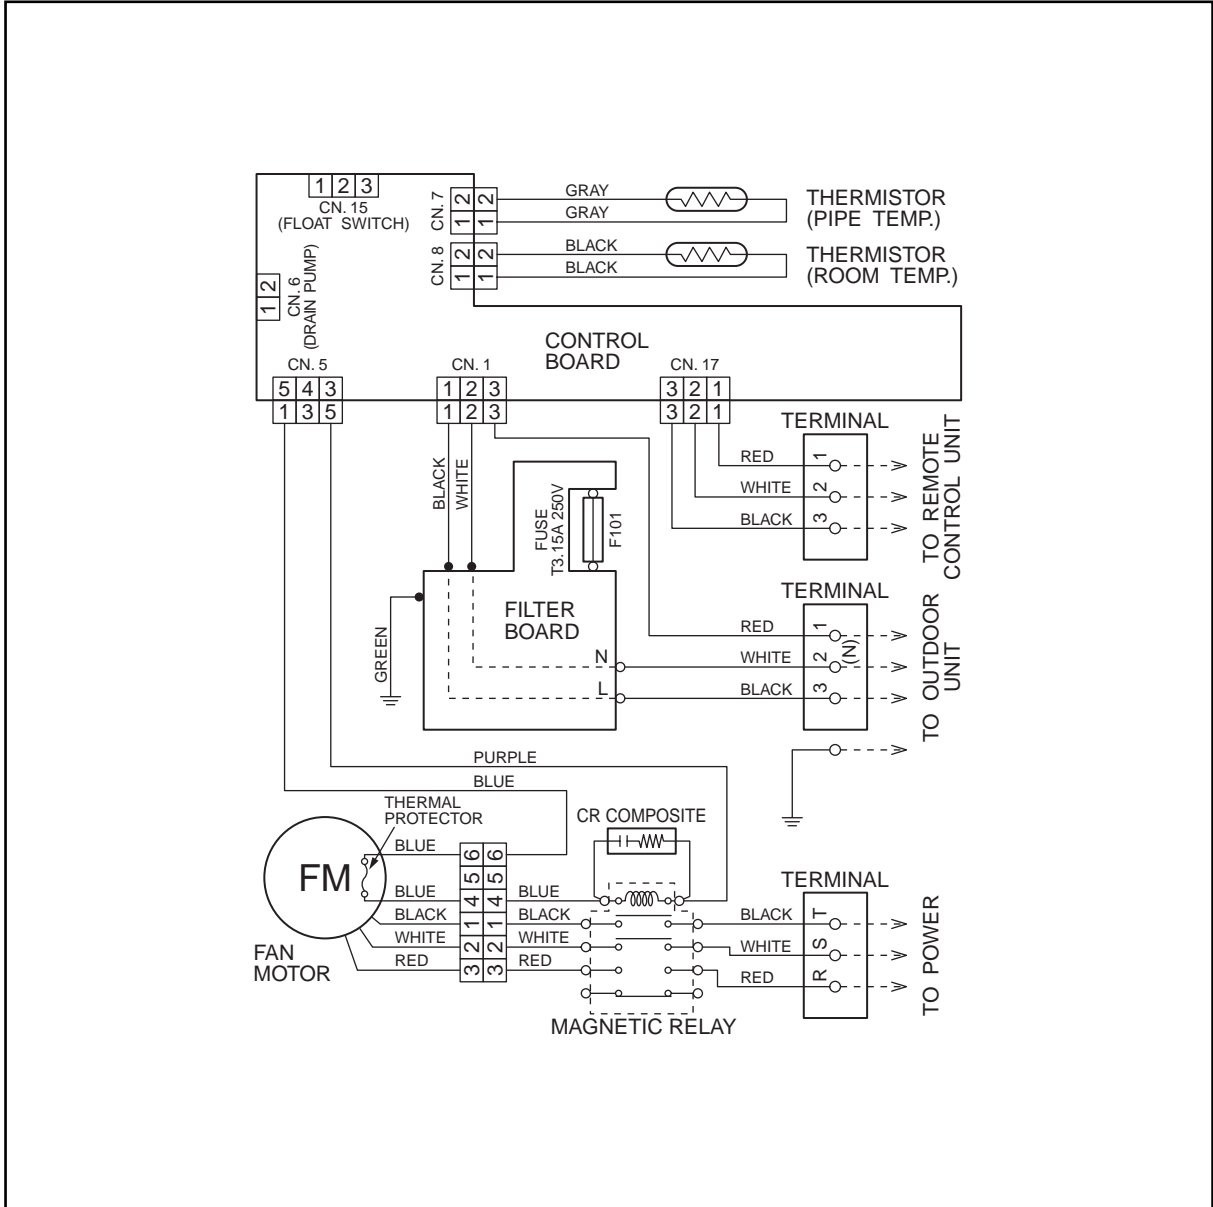 1 2 3
CN. 15
(FLOAT SWITCH)
CN. 7
2 2
1 1
GRAY
GRAY
THERMISTOR
(PIPE TEMP.)
CN. 8
2 2
1 1
BLACK
BLACK
THERMISTOR
(ROOM TEMP.)
1 2
CN. 6
(DRAIN PUMP)
CONTROL
BOARD
CN. 5
5 4 3
1 3 5
CN. 1
1 2 3
1 2 3
CN. 17
3 2 1
3 2 1
TERMINAL
RED
1
WHITE
2
BLACK
3
TO REMOTE
CONTROL UNIT
BLACK
WHITE
FUSE
T3.15A 250V
F101
FILTER
BOARD
GREEN
N
L
TERMINAL
RED
1
WHITE
2
(N)
BLACK
3
TO OUTDOOR
UNIT
PURPLE
BLUE
THERMAL
PROTECTOR
CR COMPOSITE
FM
FAN
MOTOR
BLUE
6 6
5 5
BLUE
4 4
BLUE
BLACK
1 1
BLACK
WHITE
2 2
WHITE
RED
3 3
RED
MAGNETIC RELAY
TERMINAL
BLACK
T
WHITE
S
RED
R
TO POWER